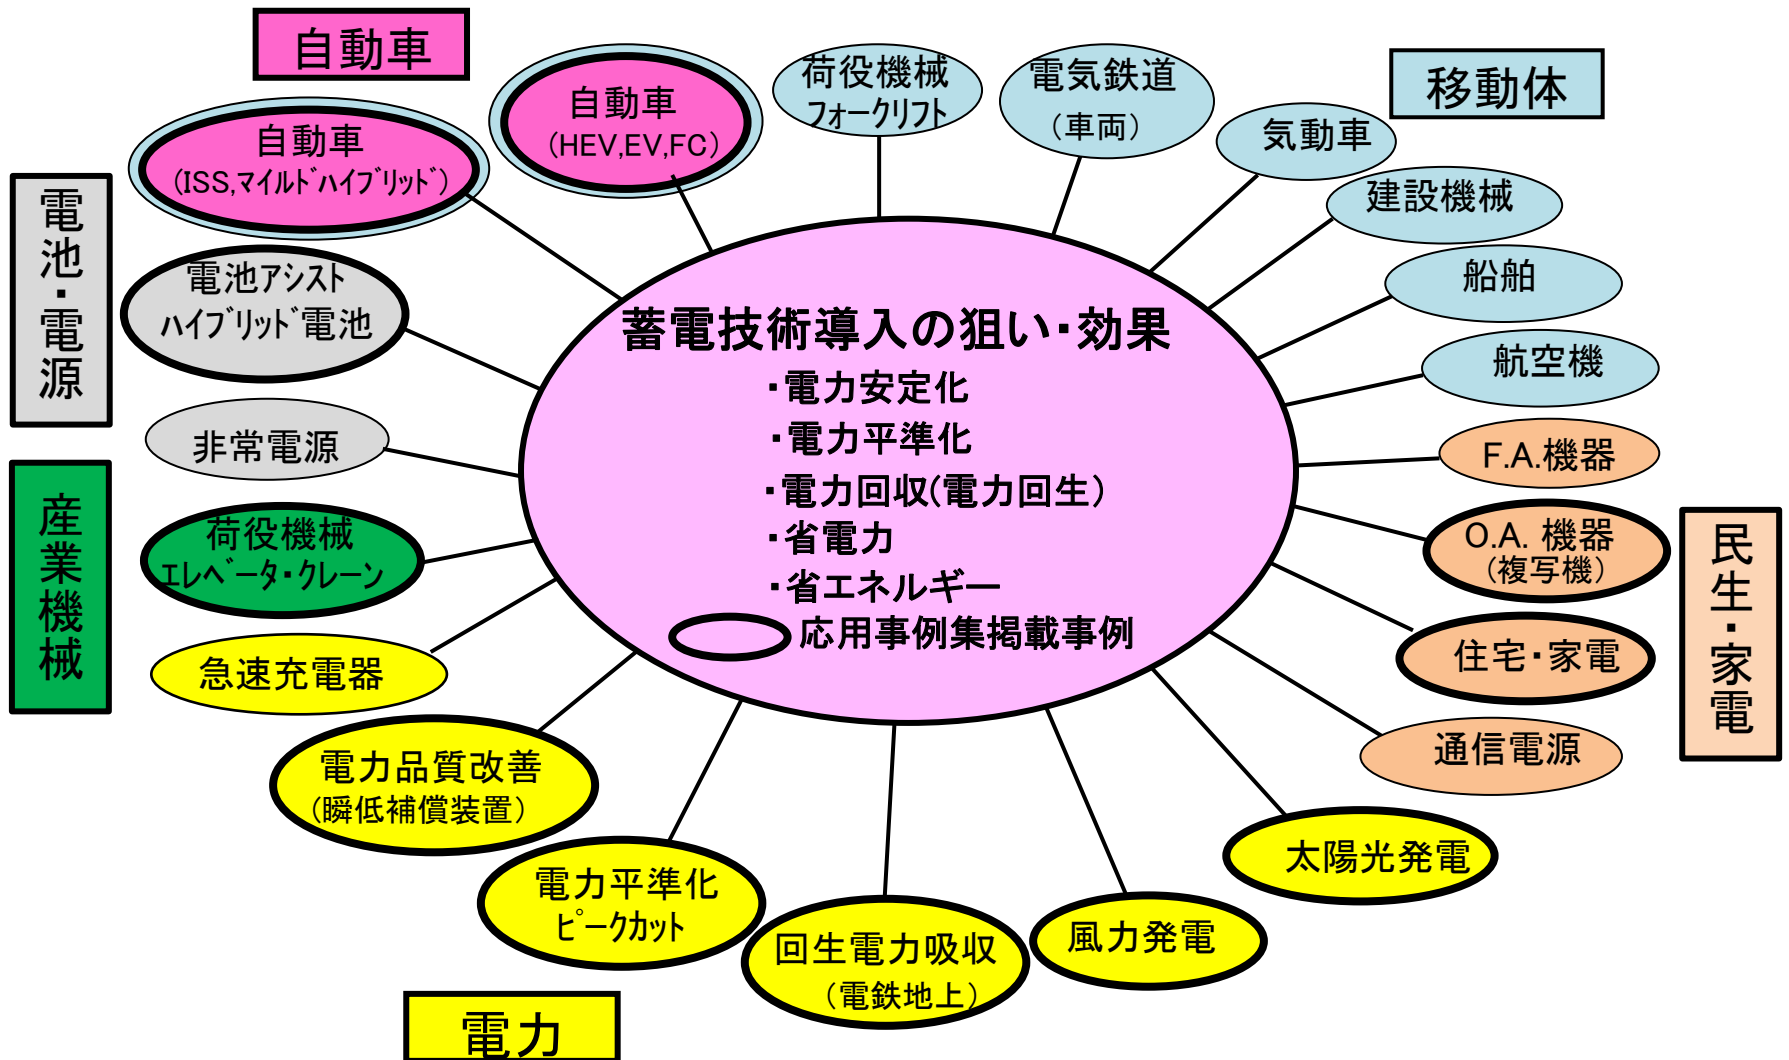 自動車
自動車
(HEV,EV,FC)
荷役機械
フォークリフト
電気鉄道
（車両）
移動体
気動車
自動車
(ISS,マイルドハイブリッド)
建設機械
電池・電源
電池アシスト
ハイブリッド電池
船舶
蓄電技術導入の狙い・効果
・電力安定化
・電力平準化
・電力回収(電力回生)
・省電力
・省エネルギー
応用事例集掲載事例
航空機
非常電源
F.A.機器
産業機械
荷役機械
エレベータ・クレーン
O.A. 機器
(複写機)
民生・家電
急速充電器
住宅・家電
通信電源
電力品質改善
(瞬低補償装置)
太陽光発電
電力平準化
ピークカット
回生電力吸収
（電鉄地上）
風力発電
電力